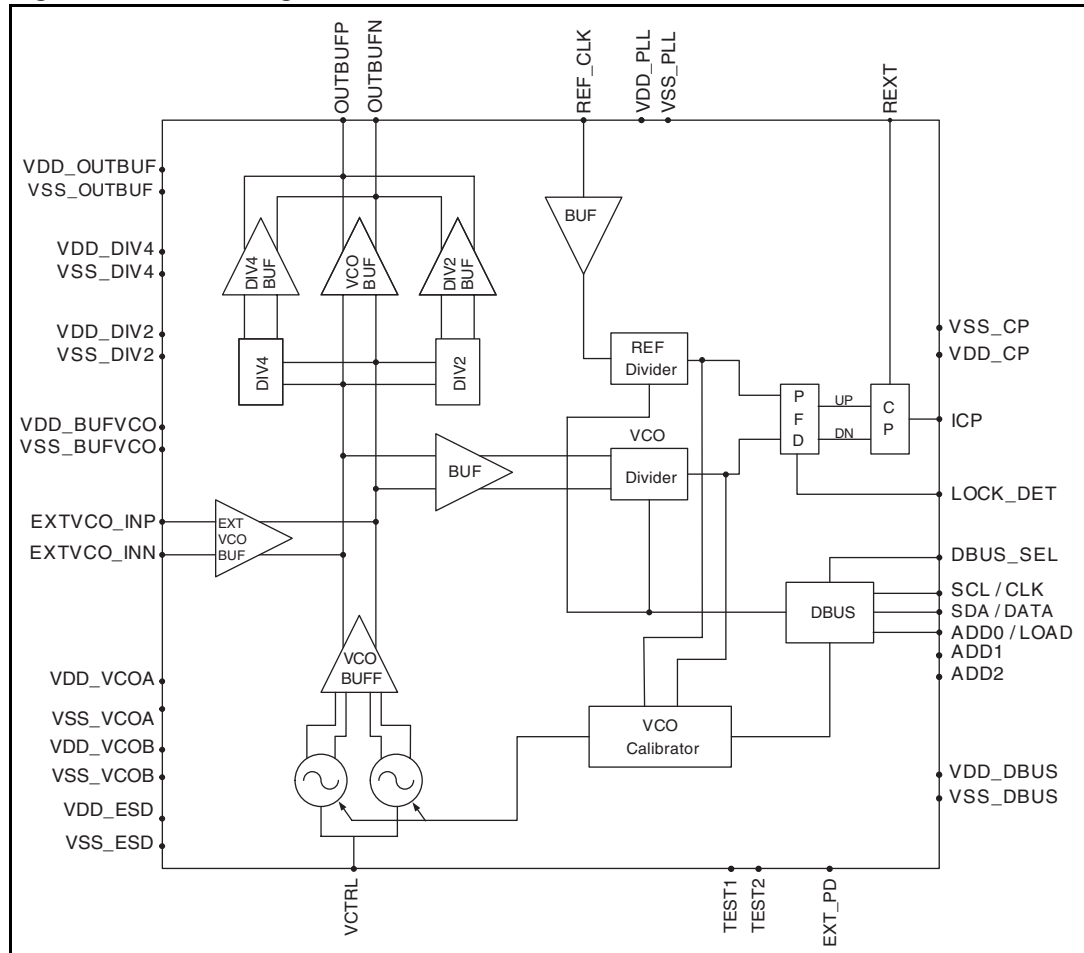 OUTBUFP
OUTBUFN
REF_CLK
VDD_PLL
VSS_PLL
REXT
VDD_OUTBUF
VSS_OUTBUF
VDD_DIV4
VSS_DIV4
VDD_DIV2
VSS_DIV2
VDD_BUFVCO
VSS_BUFVCO
EXTVCO_INP
EXTVCO_INN
VDD_VCOA
VSS_VCOA
VDD_VCOB
VSS_VCOB
VDD_ESD
VSS_ESD
DIV4
BUF
VCO
BUF
DIV2
BUF
DIV4
DIV2
BUF
REF
Divider
VCO
Divider
BUF
EXT
VCO
BUF
VCO
BUFF
P
F
D
UP
DN
C
P
DBUS
VCO
Calibrator
VSS_CP
VDD_CP
ICP
LOCK_DET
DBUS_SEL
SCL / CLK
SDA / DATA
ADD0 / LOAD
ADD1
ADD2
VDD_DBUS
VSS_DBUS
VCTRL
TEST1
TEST2
EXT_PD